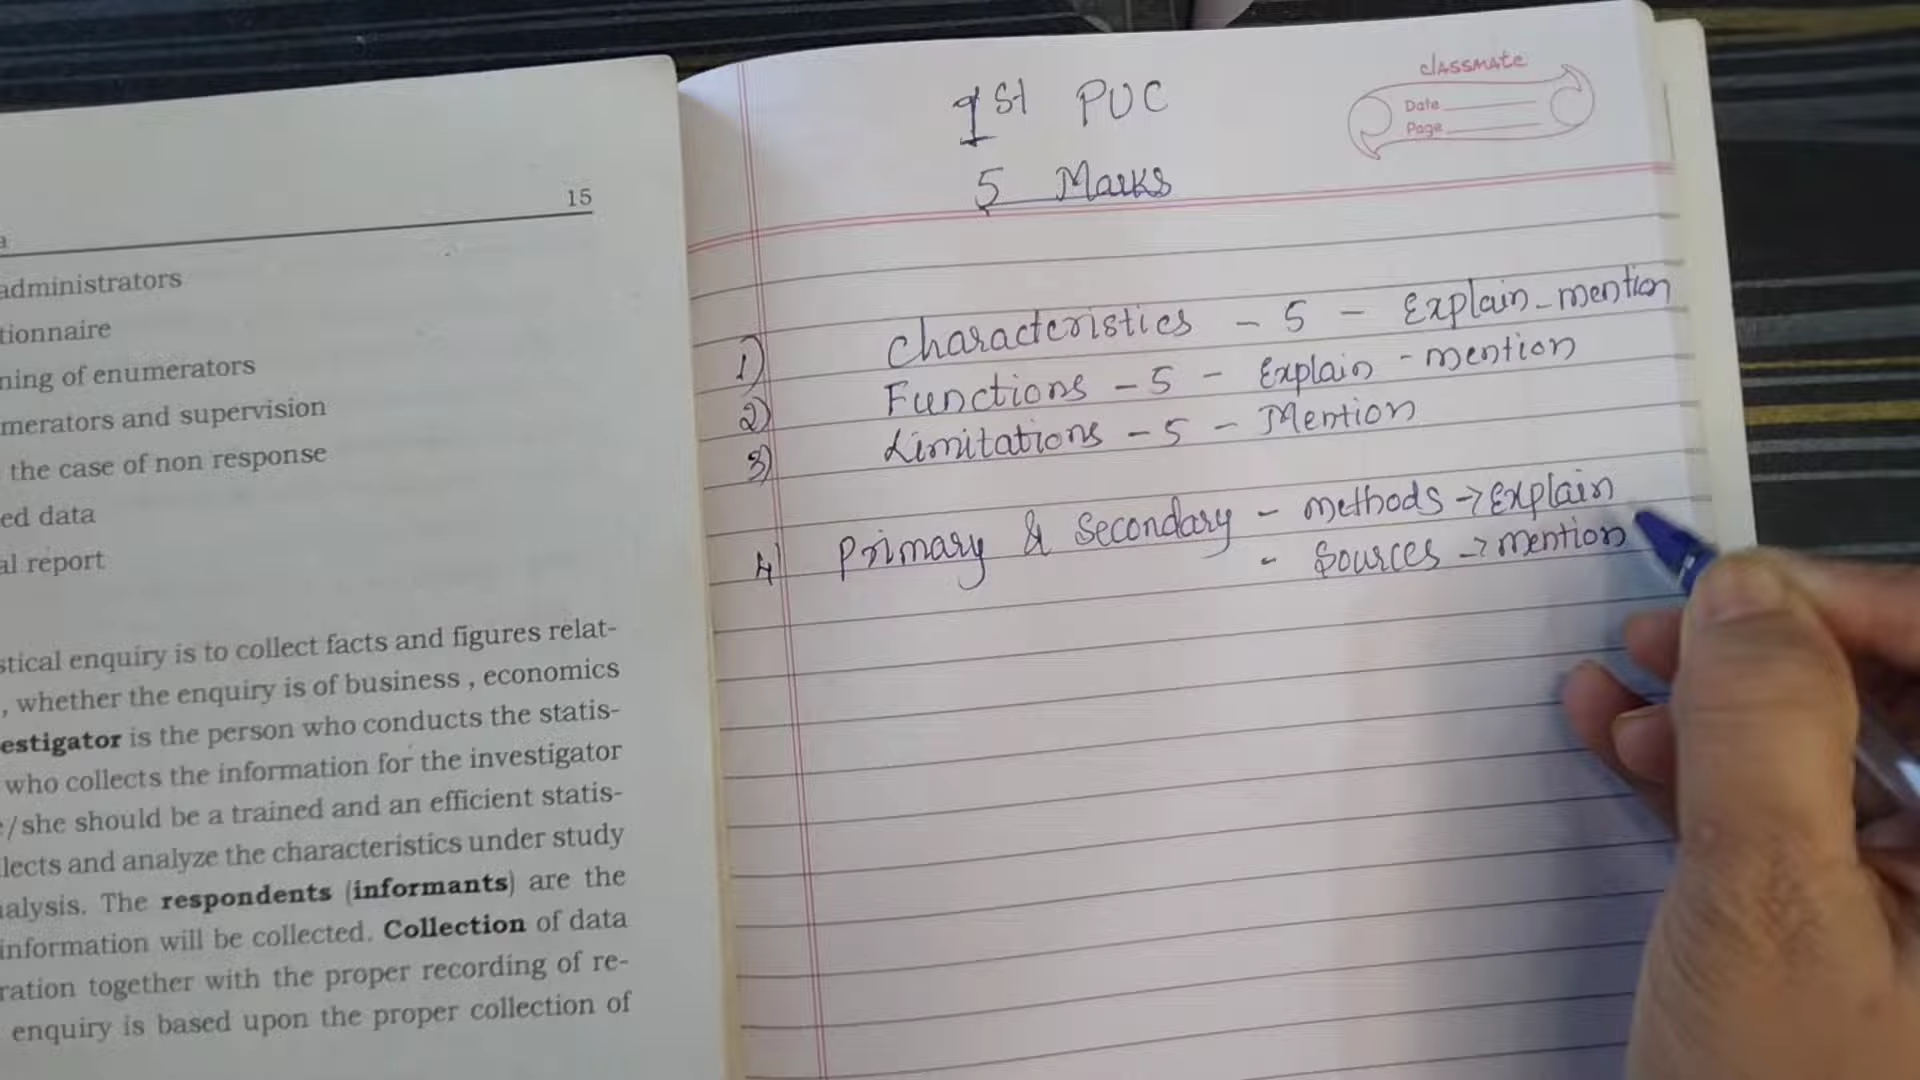 15
administrators
tionnaire
ning of enumerators
merators and supervision
the case of non response
ed data
al report
stical enquiry is to collect facts and figures relat-
, whether the enquiry is of business , economics
estigator is the person who conducts the statis-
who collects the information for the investigator
/she should be a trained and an efficient statis-
llects and analyze the characteristics under study
alysis. The respondents (informants) are the
information will be collected. Collection of data
ration together with the proper recording of re-
enquiry is based upon the proper collection of
classmate
Date
Page
1st PUC
5 Marks
1) Characteristics - 5 - Explain - mention
2) Functions - 5 - Explain - mention
3) Limitations - 5 - Mention
4) Primary & Secondary - methods → Explain
- Sources → mention